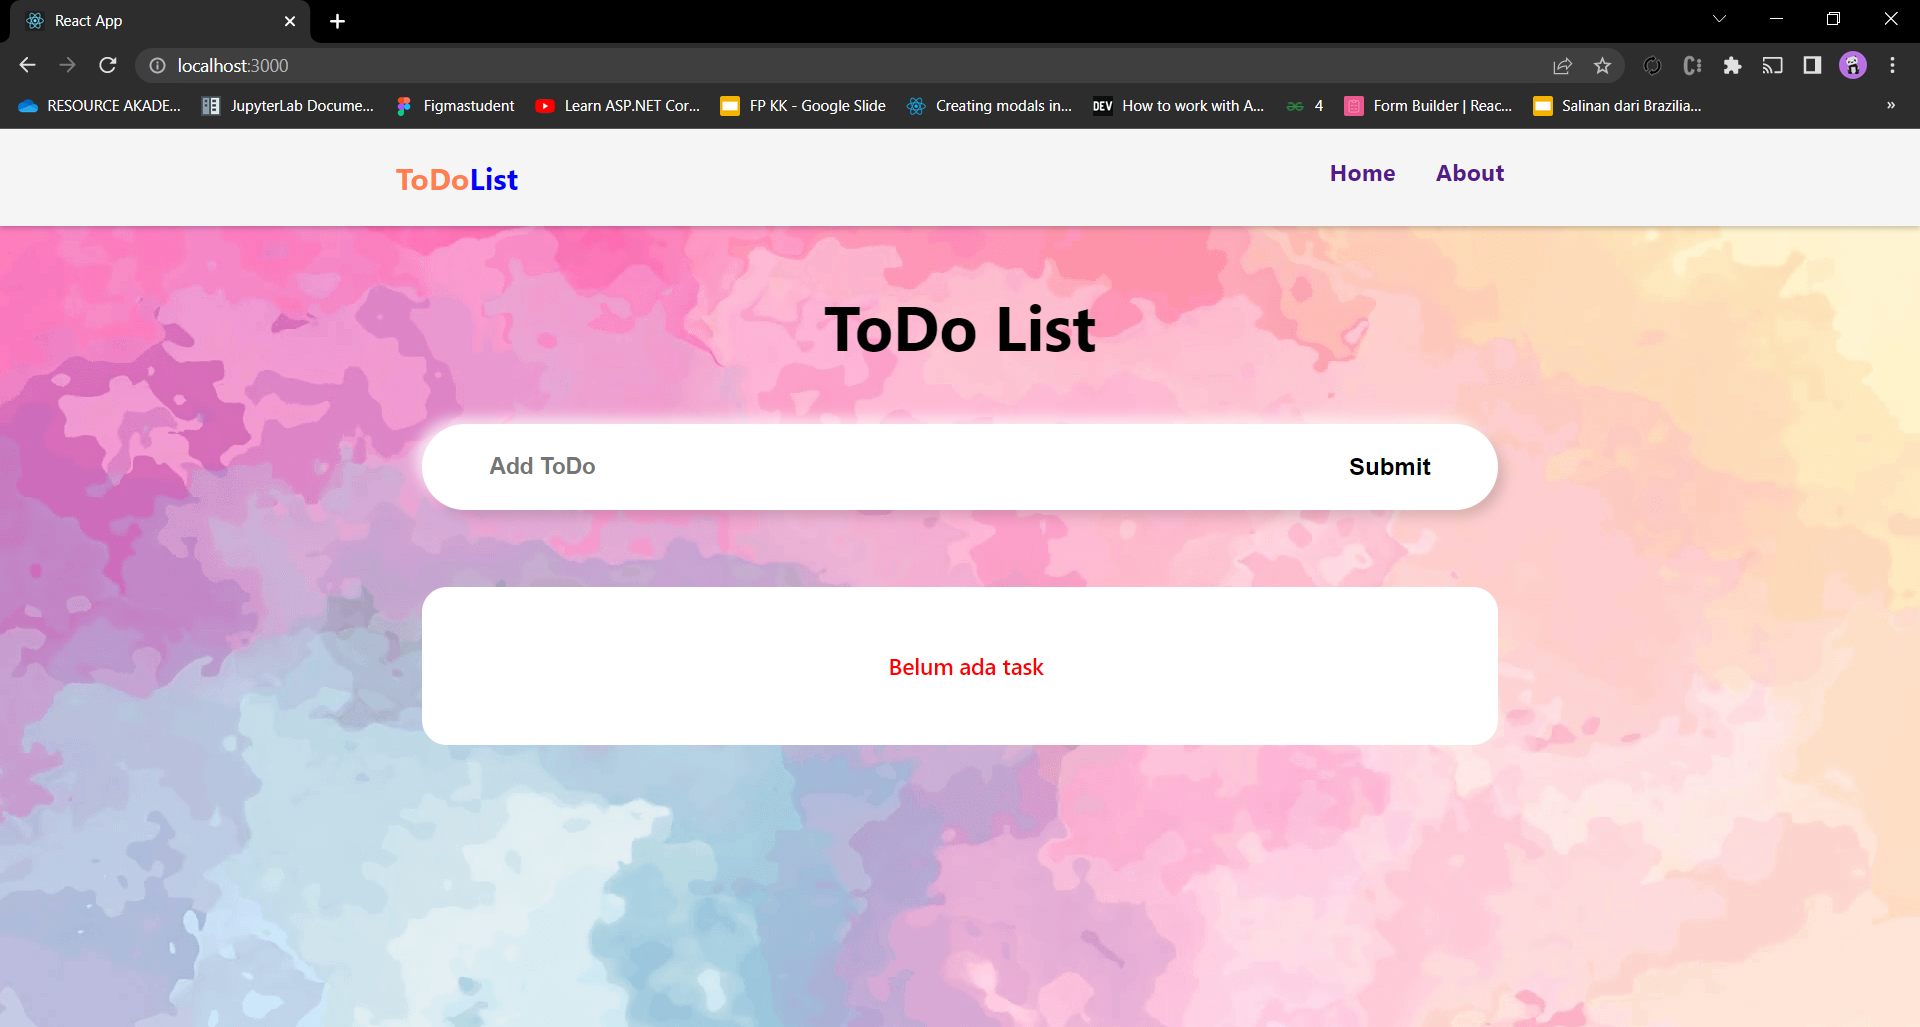 React App
localhost:3000
RESOURCE AKADE... JupyterLab Docume... Figmastudent Learn ASP.NET Cor... FP KK - Google Slide Creating modals in... DEV How to work with A... 4 Form Builder | Reac... Salinan dari Brazilia... »
ToDoList Home About
ToDo List
Add ToDo Submit
Belum ada task